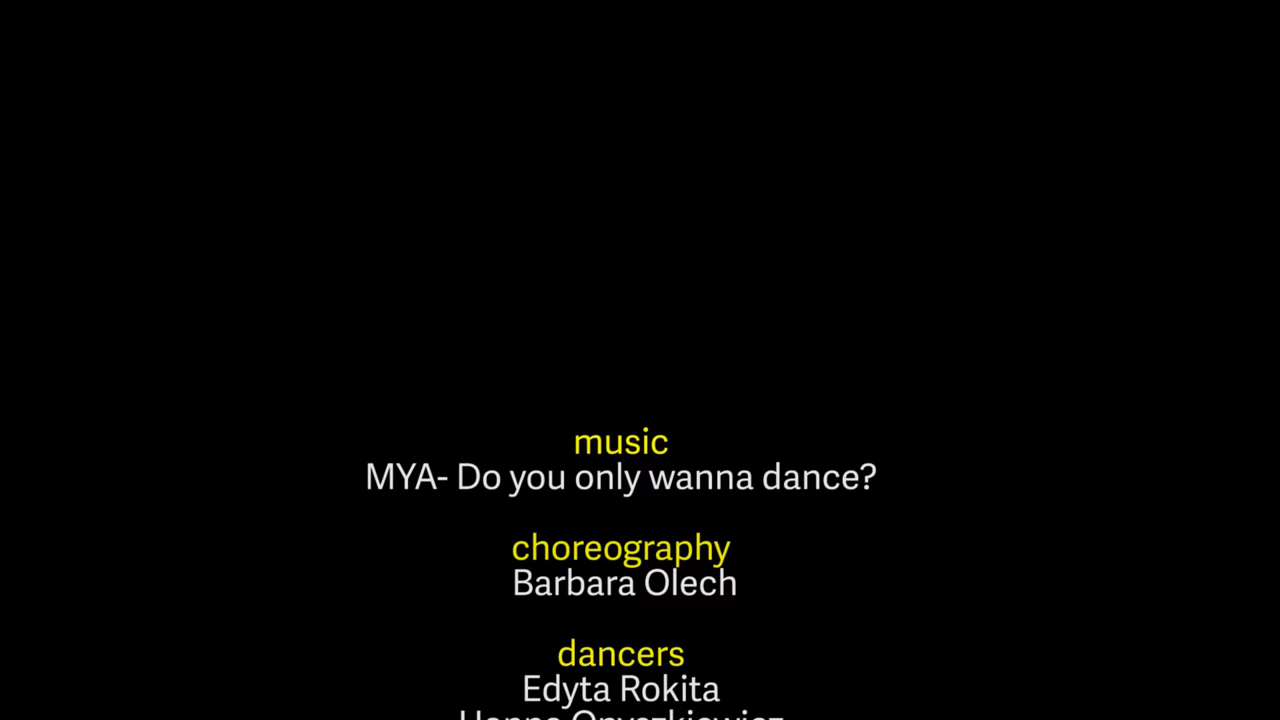 music
MYA- Do you only wanna dance?
choreography
Barbara Olech
dancers
Edyta Rokita